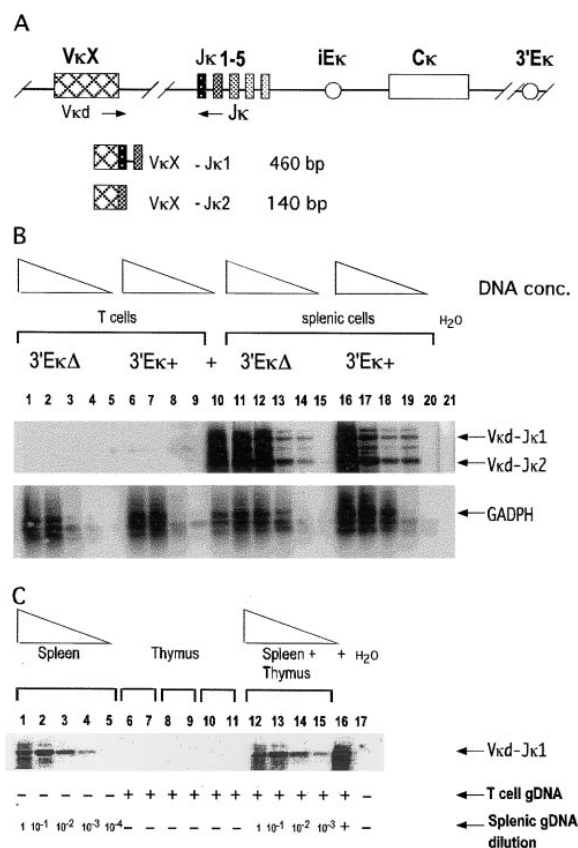 A
VκX Jκ 1-5 iEκ Cκ 3'Eκ
Vκd Jκ
VκX - Jκ1 460 bp
VκX - Jκ2 140 bp
B
DNA conc.
T cells splenic cells H2O
3'EκΔ 3'Eκ+ + 3'EκΔ 3'Eκ+
1 2 3 4 5 6 7 8 9 10 11 12 13 14 15 16 17 18 19 20 21
Vκd-Jκ1
Vκd-Jκ2
GADPH
C
Spleen Thymus Spleen + + H2O
Thymus
1 2 3 4 5 6 7 8 9 10 11 12 13 14 15 16 17
Vκd-Jκ1
− − − − − + + + + + + + + + + + − T cell gDNA
1 10-1 10-2 10-3 10-4 − − − − − − 1 10-1 10-2 10-3 + − Splenic gDNA
dilution